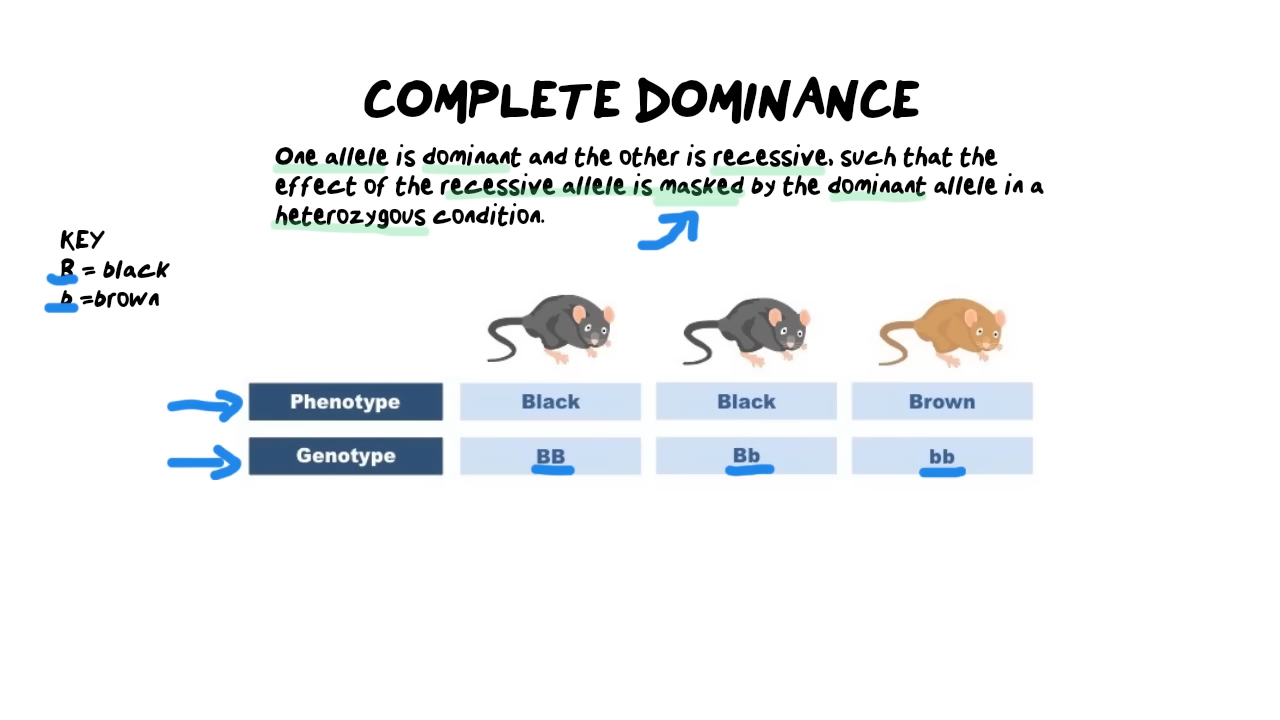 COMPLETE DOMINANCE
One allele is dominant and the other is recessive, such that the
effect of the recessive allele is masked by the dominant allele in a
heterozygous condition.
KEY
B = black
b =brown
Phenotype Black Black Brown
Genotype BB Bb bb